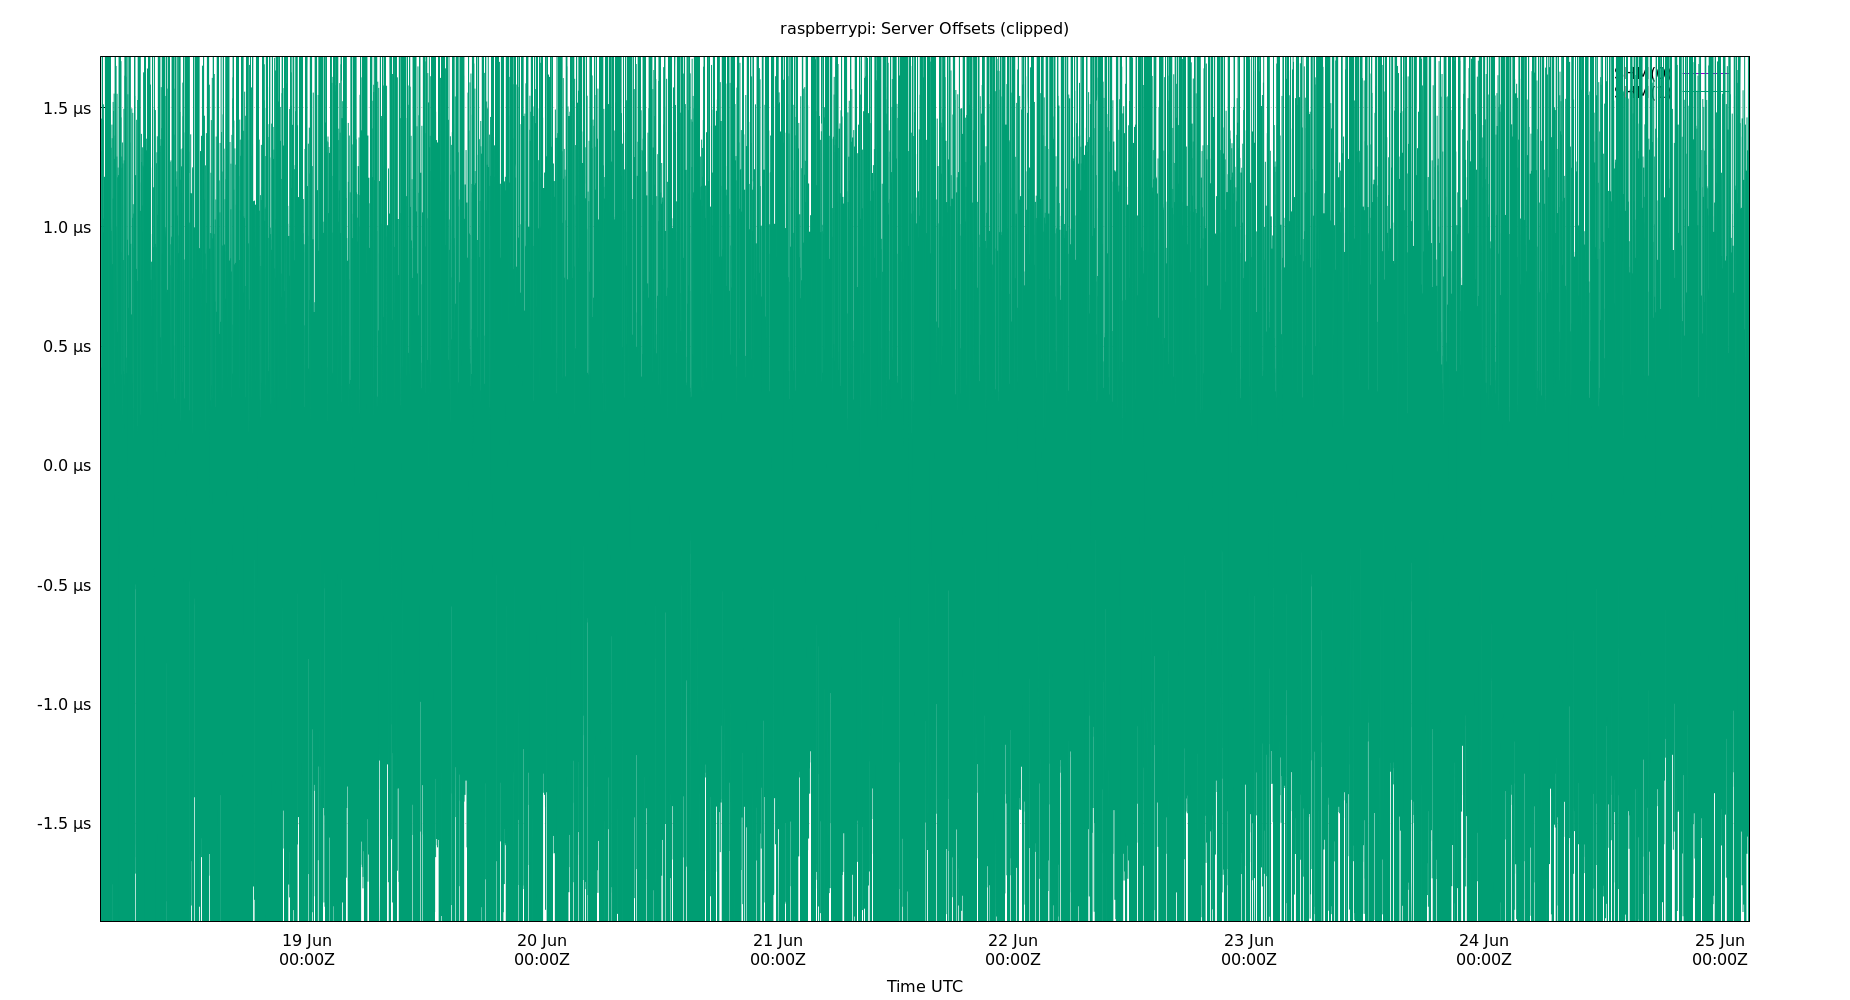 raspberrypi: Server Offsets (clipped)
1.5 µs
1.0 µs
0.5 µs
0.0 µs
-0.5 µs
-1.0 µs
-1.5 µs
19 Jun
00:00Z
20 Jun
00:00Z
21 Jun
00:00Z
22 Jun
00:00Z
23 Jun
00:00Z
24 Jun
00:00Z
25 Jun
00:00Z
Time UTC